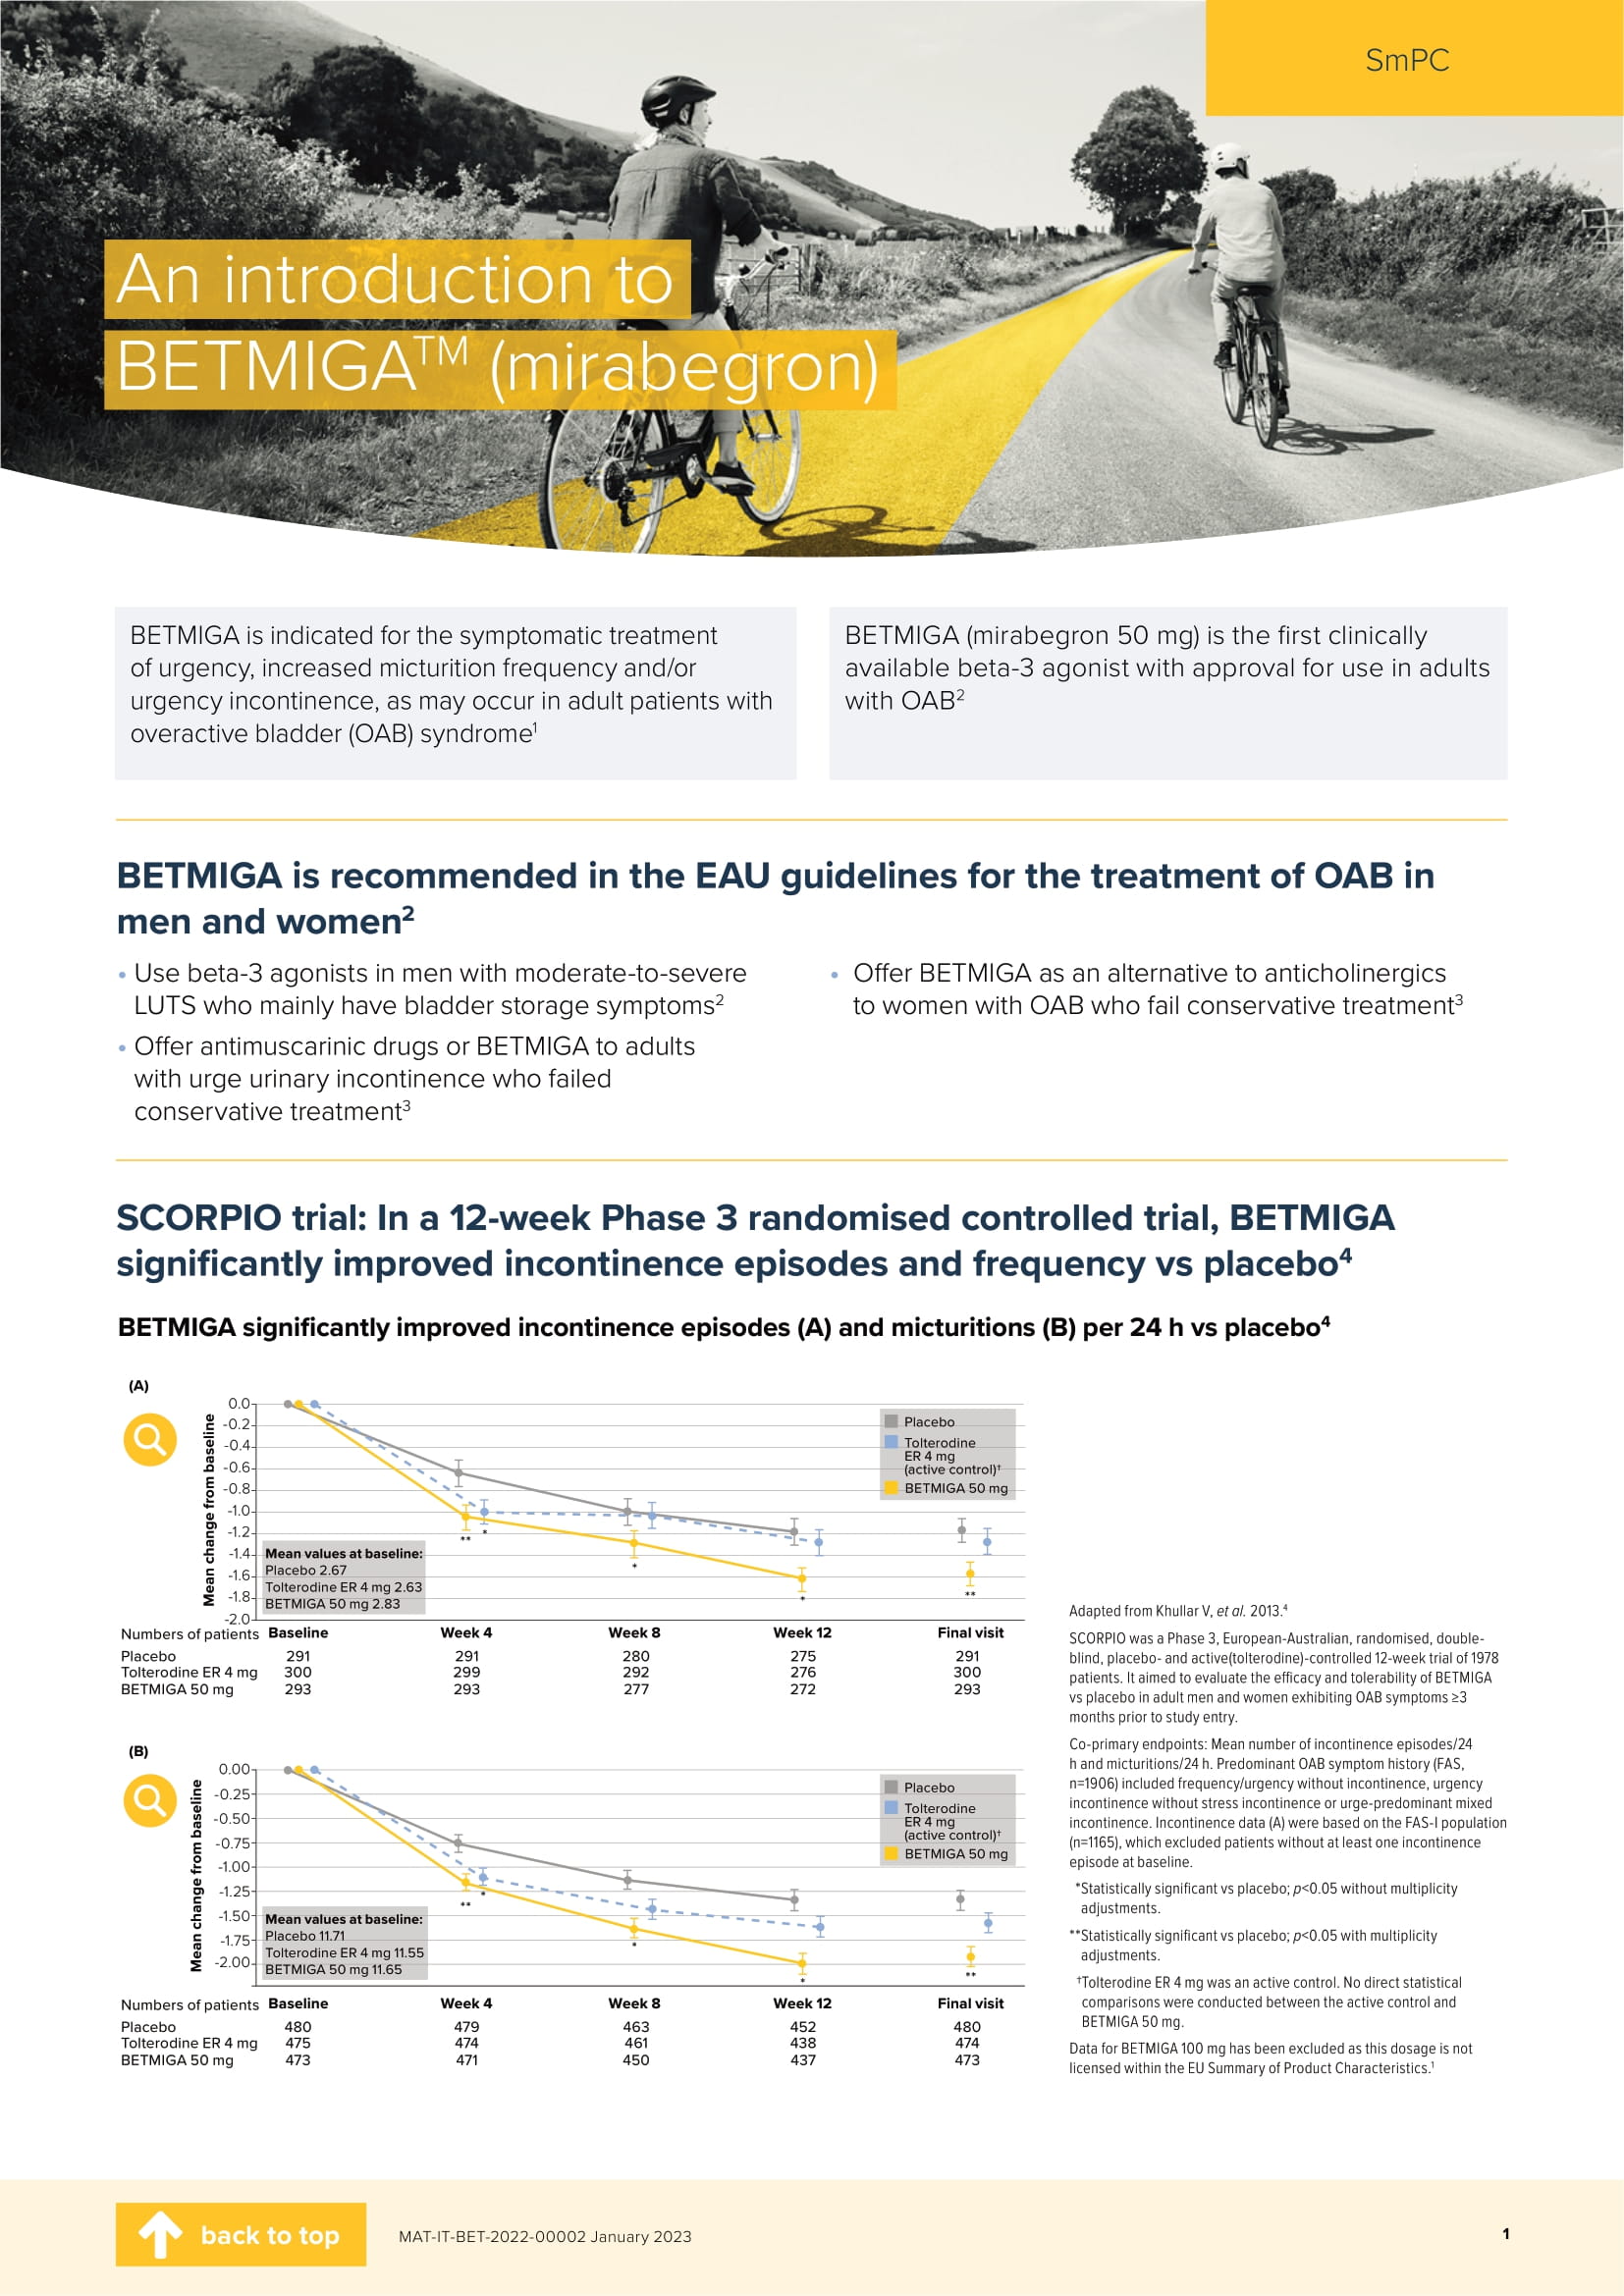 SmPC
An introduction to
BETMIGA™ (mirabegron)
BETMIGA is indicated for the symptomatic treatment
of urgency, increased micturition frequency and/or
urgency incontinence, as may occur in adult patients with
overactive bladder (OAB) syndrome¹
BETMIGA (mirabegron 50 mg) is the first clinically
available beta-3 agonist with approval for use in adults
with OAB²
BETMIGA is recommended in the EAU guidelines for the treatment of OAB in
men and women²
• Use beta-3 agonists in men with moderate-to-severe
LUTS who mainly have bladder storage symptoms²
• Offer antimuscarinic drugs or BETMIGA to adults
with urge urinary incontinence who failed
conservative treatment³
• Offer BETMIGA as an alternative to anticholinergics
to women with OAB who fail conservative treatment³
SCORPIO trial: In a 12-week Phase 3 randomised controlled trial, BETMIGA
significantly improved incontinence episodes and frequency vs placebo⁴
BETMIGA significantly improved incontinence episodes (A) and micturitions (B) per 24 h vs placebo⁴
(A)
Mean change from baseline
0.0
-0.2
-0.4
-0.6
-0.8
-1.0
-1.2
-1.4
-1.6
-1.8
-2.0
Placebo
Tolterodine
ER 4 mg
(active control)†
BETMIGA 50 mg
** *
*
*
**
Mean values at baseline:
Placebo 2.67
Tolterodine ER 4 mg 2.63
BETMIGA 50 mg 2.83
Numbers of patients Baseline Week 4 Week 8 Week 12 Final visit
Placebo 291 291 280 275 291
Tolterodine ER 4 mg 300 299 292 276 300
BETMIGA 50 mg 293 293 277 272 293
(B)
Mean change from baseline
0.00
-0.25
-0.50
-0.75
-1.00
-1.25
-1.50
-1.75
-2.00
Placebo
Tolterodine
ER 4 mg
(active control)†
BETMIGA 50 mg
** *
*
*
**
Mean values at baseline:
Placebo 11.71
Tolterodine ER 4 mg 11.55
BETMIGA 50 mg 11.65
Numbers of patients Baseline Week 4 Week 8 Week 12 Final visit
Placebo 480 479 463 452 480
Tolterodine ER 4 mg 475 474 461 438 474
BETMIGA 50 mg 473 471 450 437 473
Adapted from Khullar V, et al. 2013.⁴
SCORPIO was a Phase 3, European-Australian, randomised, double-
blind, placebo- and active(tolterodine)-controlled 12-week trial of 1978
patients. It aimed to evaluate the efficacy and tolerability of BETMIGA
vs placebo in adult men and women exhibiting OAB symptoms ≥3
months prior to study entry.
Co-primary endpoints: Mean number of incontinence episodes/24
h and micturitions/24 h. Predominant OAB symptom history (FAS,
n=1906) included frequency/urgency without incontinence, urgency
incontinence without stress incontinence or urge-predominant mixed
incontinence. Incontinence data (A) were based on the FAS-I population
(n=1165), which excluded patients without at least one incontinence
episode at baseline.
*Statistically significant vs placebo; p<0.05 without multiplicity
adjustments.
**Statistically significant vs placebo; p<0.05 with multiplicity
adjustments.
†Tolterodine ER 4 mg was an active control. No direct statistical
comparisons were conducted between the active control and
BETMIGA 50 mg.
Data for BETMIGA 100 mg has been excluded as this dosage is not
licensed within the EU Summary of Product Characteristics.¹
back to top
MAT-IT-BET-2022-00002 January 2023
1